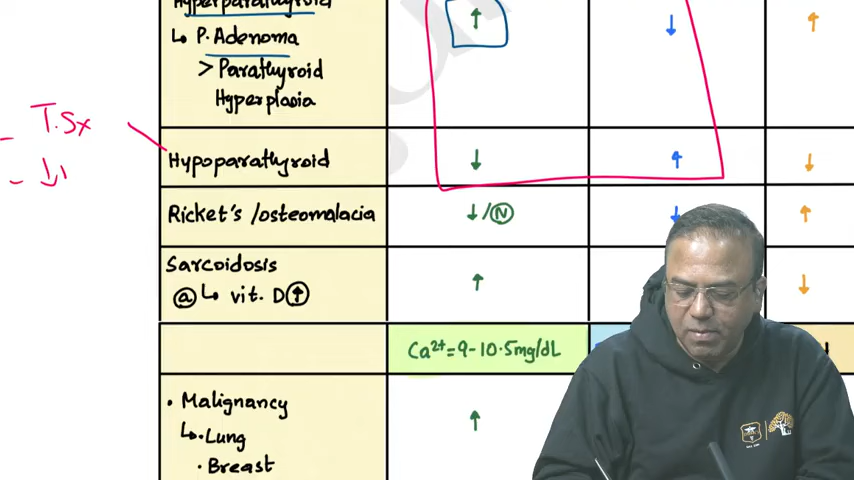 Hyperparathyroid
↳ P. Adenoma
> Parathyroid
Hyperplasia
↑ ↓ ↑
- T.Sx
Hypoparathyroid ↓ ↑ ↓
Ricket's /osteomalacia ↓/Ⓝ ↓ ↑
Sarcoidosis
ⓐ ↳ vit. D ↑ ↑ ↓
Ca²⁺ = 9-10.5mg/dL
• Malignancy ↑
↳ • Lung
• Breast